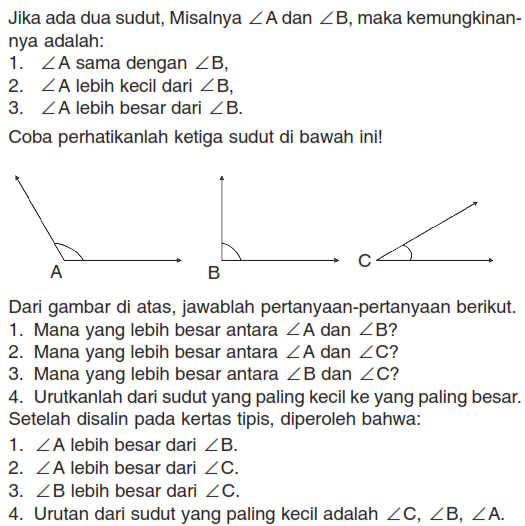 Jika ada dua sudut, Misalnya ∠A dan ∠B, maka kemungkinan-
nya adalah:
1. ∠A sama dengan ∠B,
2. ∠A lebih kecil dari ∠B,
3. ∠A lebih besar dari ∠B.
Coba perhatikanlah ketiga sudut di bawah ini!
A
B
C
Dari gambar di atas, jawablah pertanyaan-pertanyaan berikut.
1. Mana yang lebih besar antara ∠A dan ∠B?
2. Mana yang lebih besar antara ∠A dan ∠C?
3. Mana yang lebih besar antara ∠B dan ∠C?
4. Urutkanlah dari sudut yang paling kecil ke yang paling besar.
Setelah disalin pada kertas tipis, diperoleh bahwa:
1. ∠A lebih besar dari ∠B.
2. ∠A lebih besar dari ∠C.
3. ∠B lebih besar dari ∠C.
4. Urutan dari sudut yang paling kecil adalah ∠C, ∠B, ∠A.